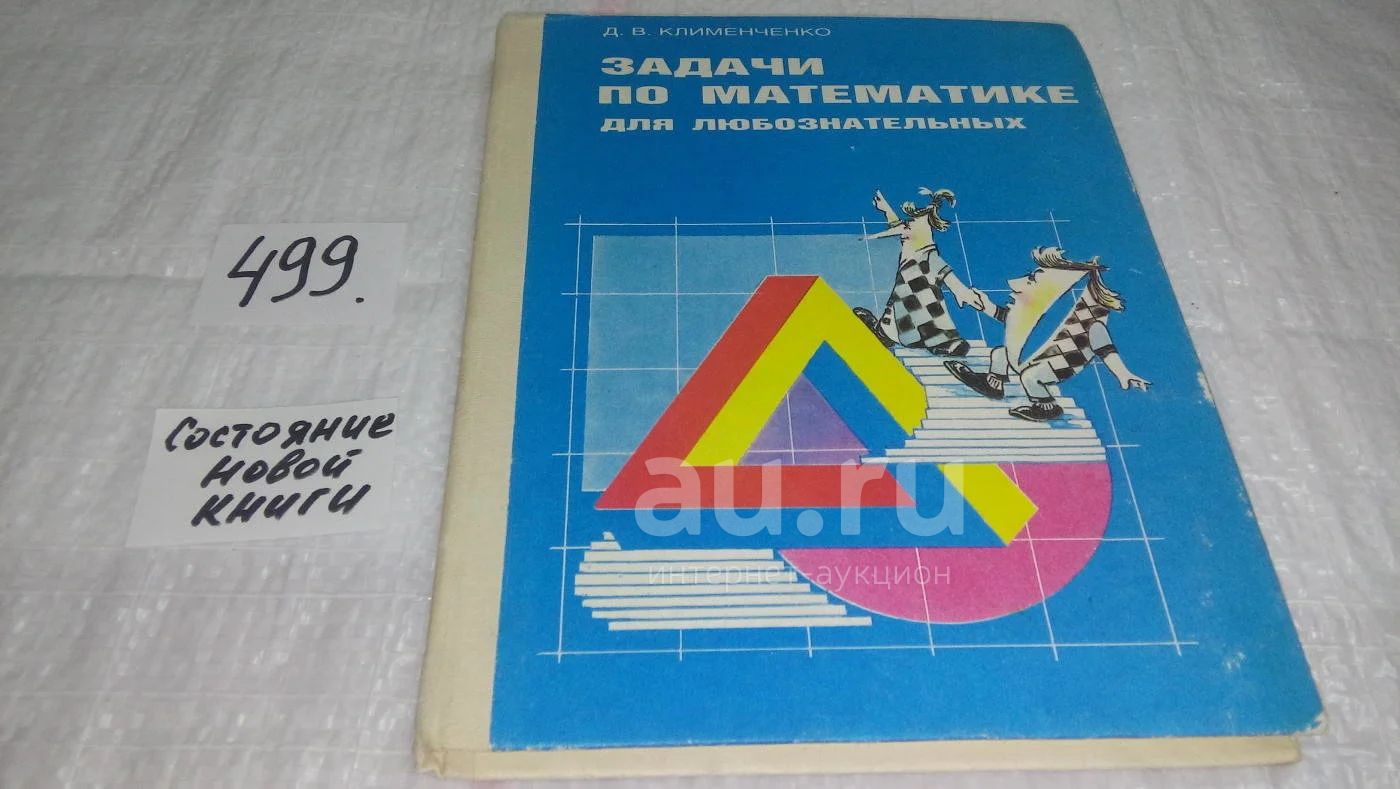 Д. В. КЛИМЕНЧЕНКО
ЗАДАЧИ
ПО МАТЕМАТИКЕ
ДЛЯ ЛЮБОЗНАТЕЛЬНЫХ
499.
Состояние
новой
книги
au.ru
интернет-аукцион